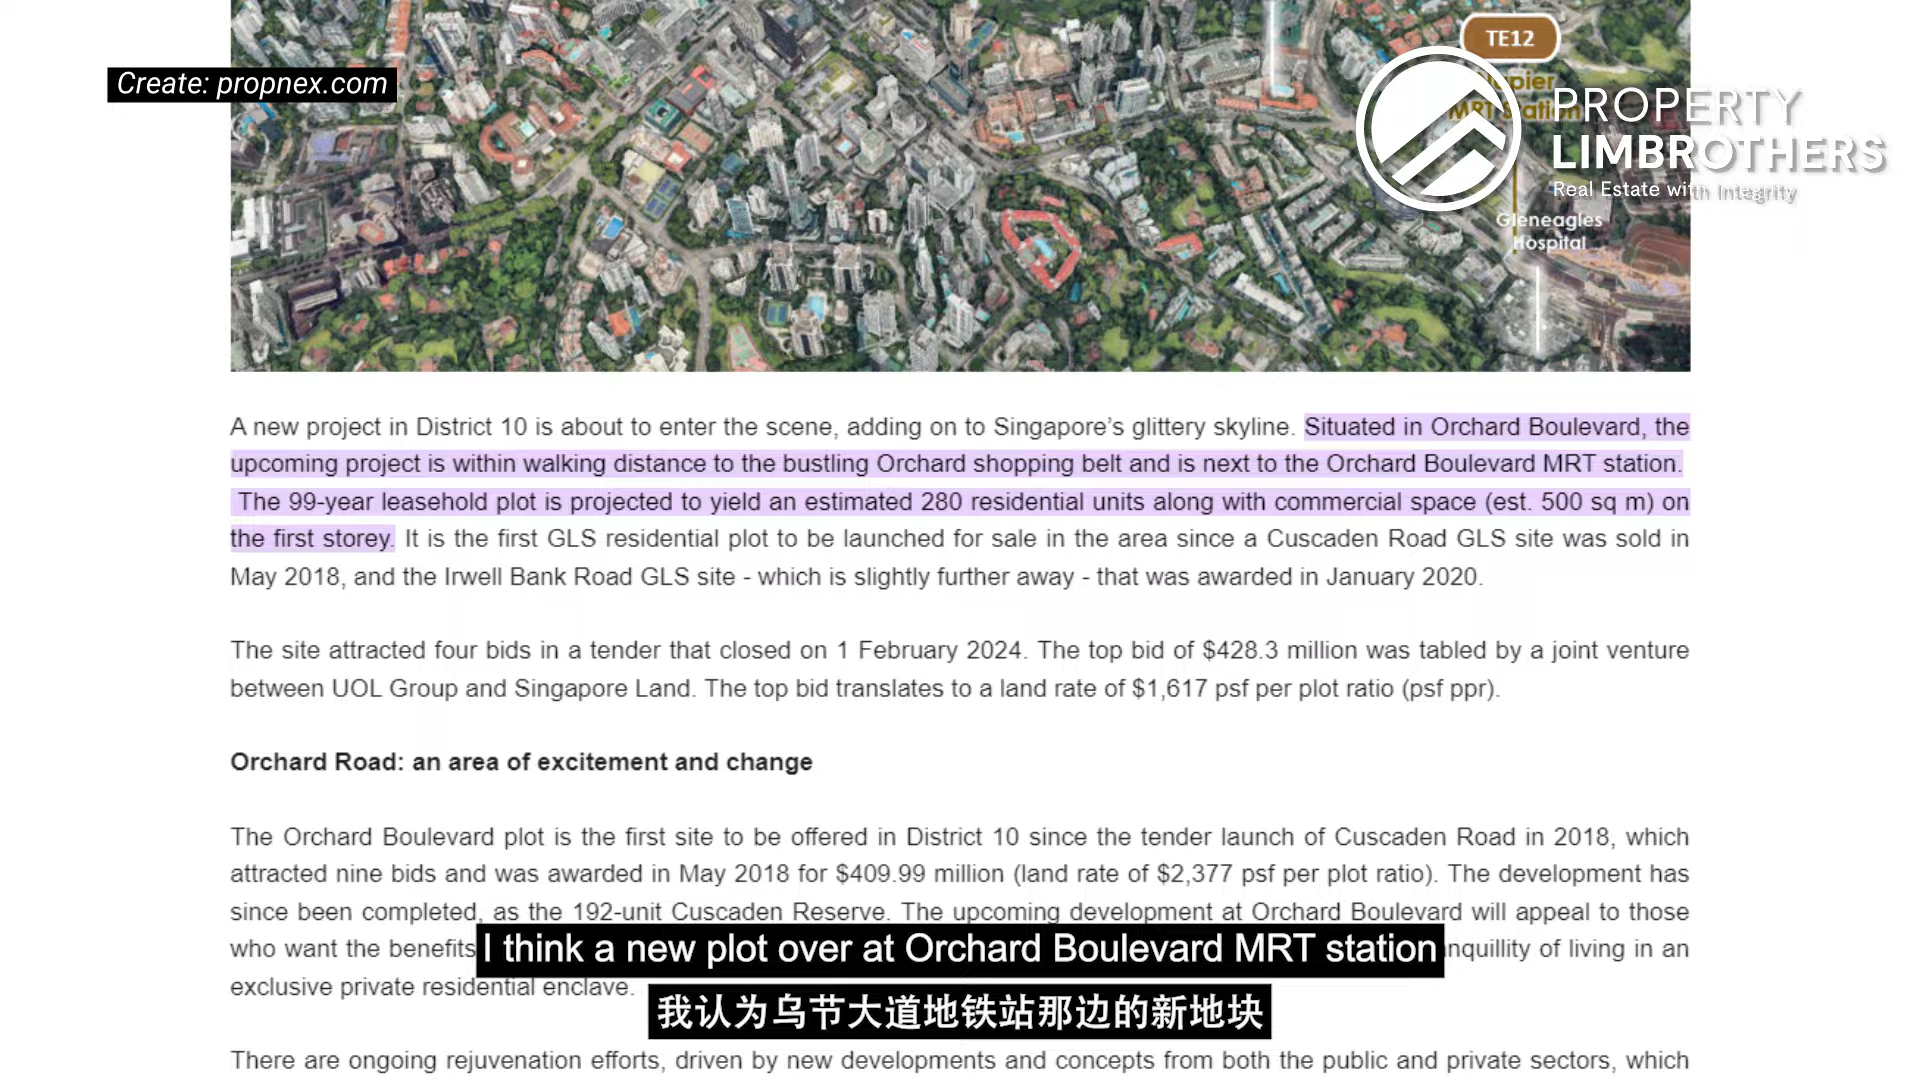 TE12
Create: propnex.com
Napier
MRT Station
PROPERTY
LIMBROTHERS
Real Estate with Integrity
Gleneagles
Hospital
A new project in District 10 is about to enter the scene, adding on to Singapore’s glittery skyline. Situated in Orchard Boulevard, the
upcoming project is within walking distance to the bustling Orchard shopping belt and is next to the Orchard Boulevard MRT station.
The 99-year leasehold plot is projected to yield an estimated 280 residential units along with commercial space (est. 500 sq m) on
the first storey. It is the first GLS residential plot to be launched for sale in the area since a Cuscaden Road GLS site was sold in
May 2018, and the Irwell Bank Road GLS site - which is slightly further away - that was awarded in January 2020.
The site attracted four bids in a tender that closed on 1 February 2024. The top bid of $428.3 million was tabled by a joint venture
between UOL Group and Singapore Land. The top bid translates to a land rate of $1,617 psf per plot ratio (psf ppr).
Orchard Road: an area of excitement and change
The Orchard Boulevard plot is the first site to be offered in District 10 since the tender launch of Cuscaden Road in 2018, which
attracted nine bids and was awarded in May 2018 for $409.99 million (land rate of $2,377 psf per plot ratio). The development has
since been completed, as the 192-unit Cuscaden Reserve. The upcoming development at Orchard Boulevard will appeal to those
who want the benefits nquillity of living in an
I think a new plot over at Orchard Boulevard MRT station
exclusive private residential enclave.
我认为乌节大道地铁站那边的新地块
There are ongoing rejuvenation efforts, driven by new developments and concepts from both the public and private sectors, which